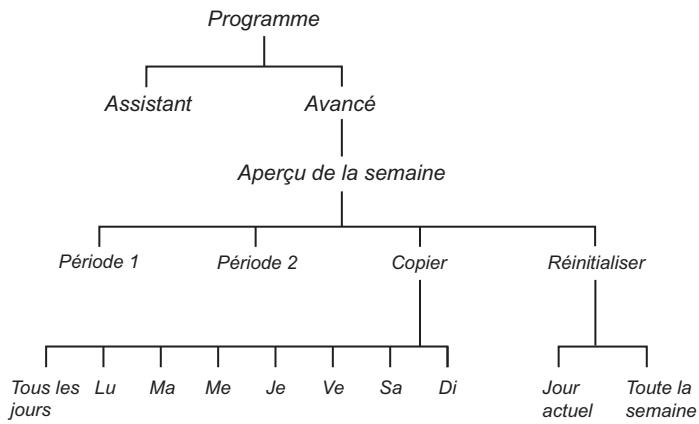 Programme
Assistant Avancé
Aperçu de la semaine
Période 1 Période 2 Copier Réinitialiser
Tous les jours Lu Ma Me Je Ve Sa Di Jour actuel Toute la semaine